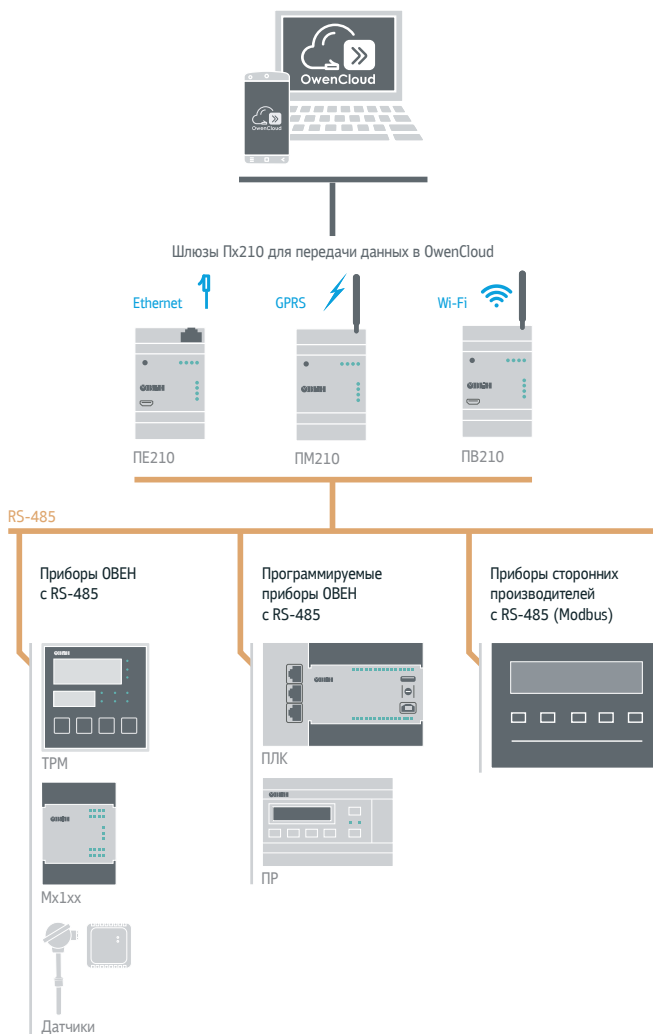 OwenCloud
OwenCloud
Шлюзы Пх210 для передачи данных в OwenCloud
Ethernet
GPRS
Wi-Fi
ОВЕН
ОВЕН
ОВЕН
ПЕ210
ПМ210
ПВ210
RS-485
Приборы ОВЕН
с RS-485
Программируемые
приборы ОВЕН
с RS-485
Приборы сторонних
производителей
с RS-485 (Modbus)
ОВЕН
ОВЕН
ТРМ
ПЛК
ОВЕН
ОВЕН
Мх1хх
ПР
Датчики